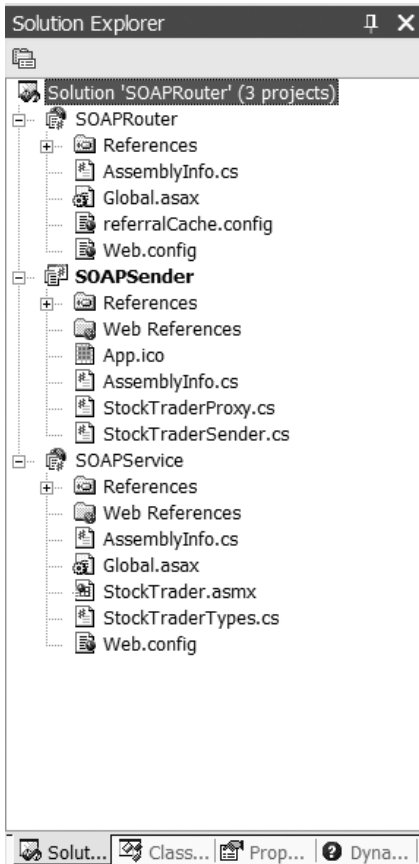 Solution Explorer
Solution 'SOAPRouter' (3 projects)
SOAPRouter
References
AssemblyInfo.cs
Global.asax
referralCache.config
Web.config
SOAPSender
References
Web References
App.ico
AssemblyInfo.cs
StockTraderProxy.cs
StockTraderSender.cs
SOAPService
References
Web References
AssemblyInfo.cs
Global.asax
StockTrader.asmx
StockTraderTypes.cs
Web.config
Solut... Class... Prop... Dyna...